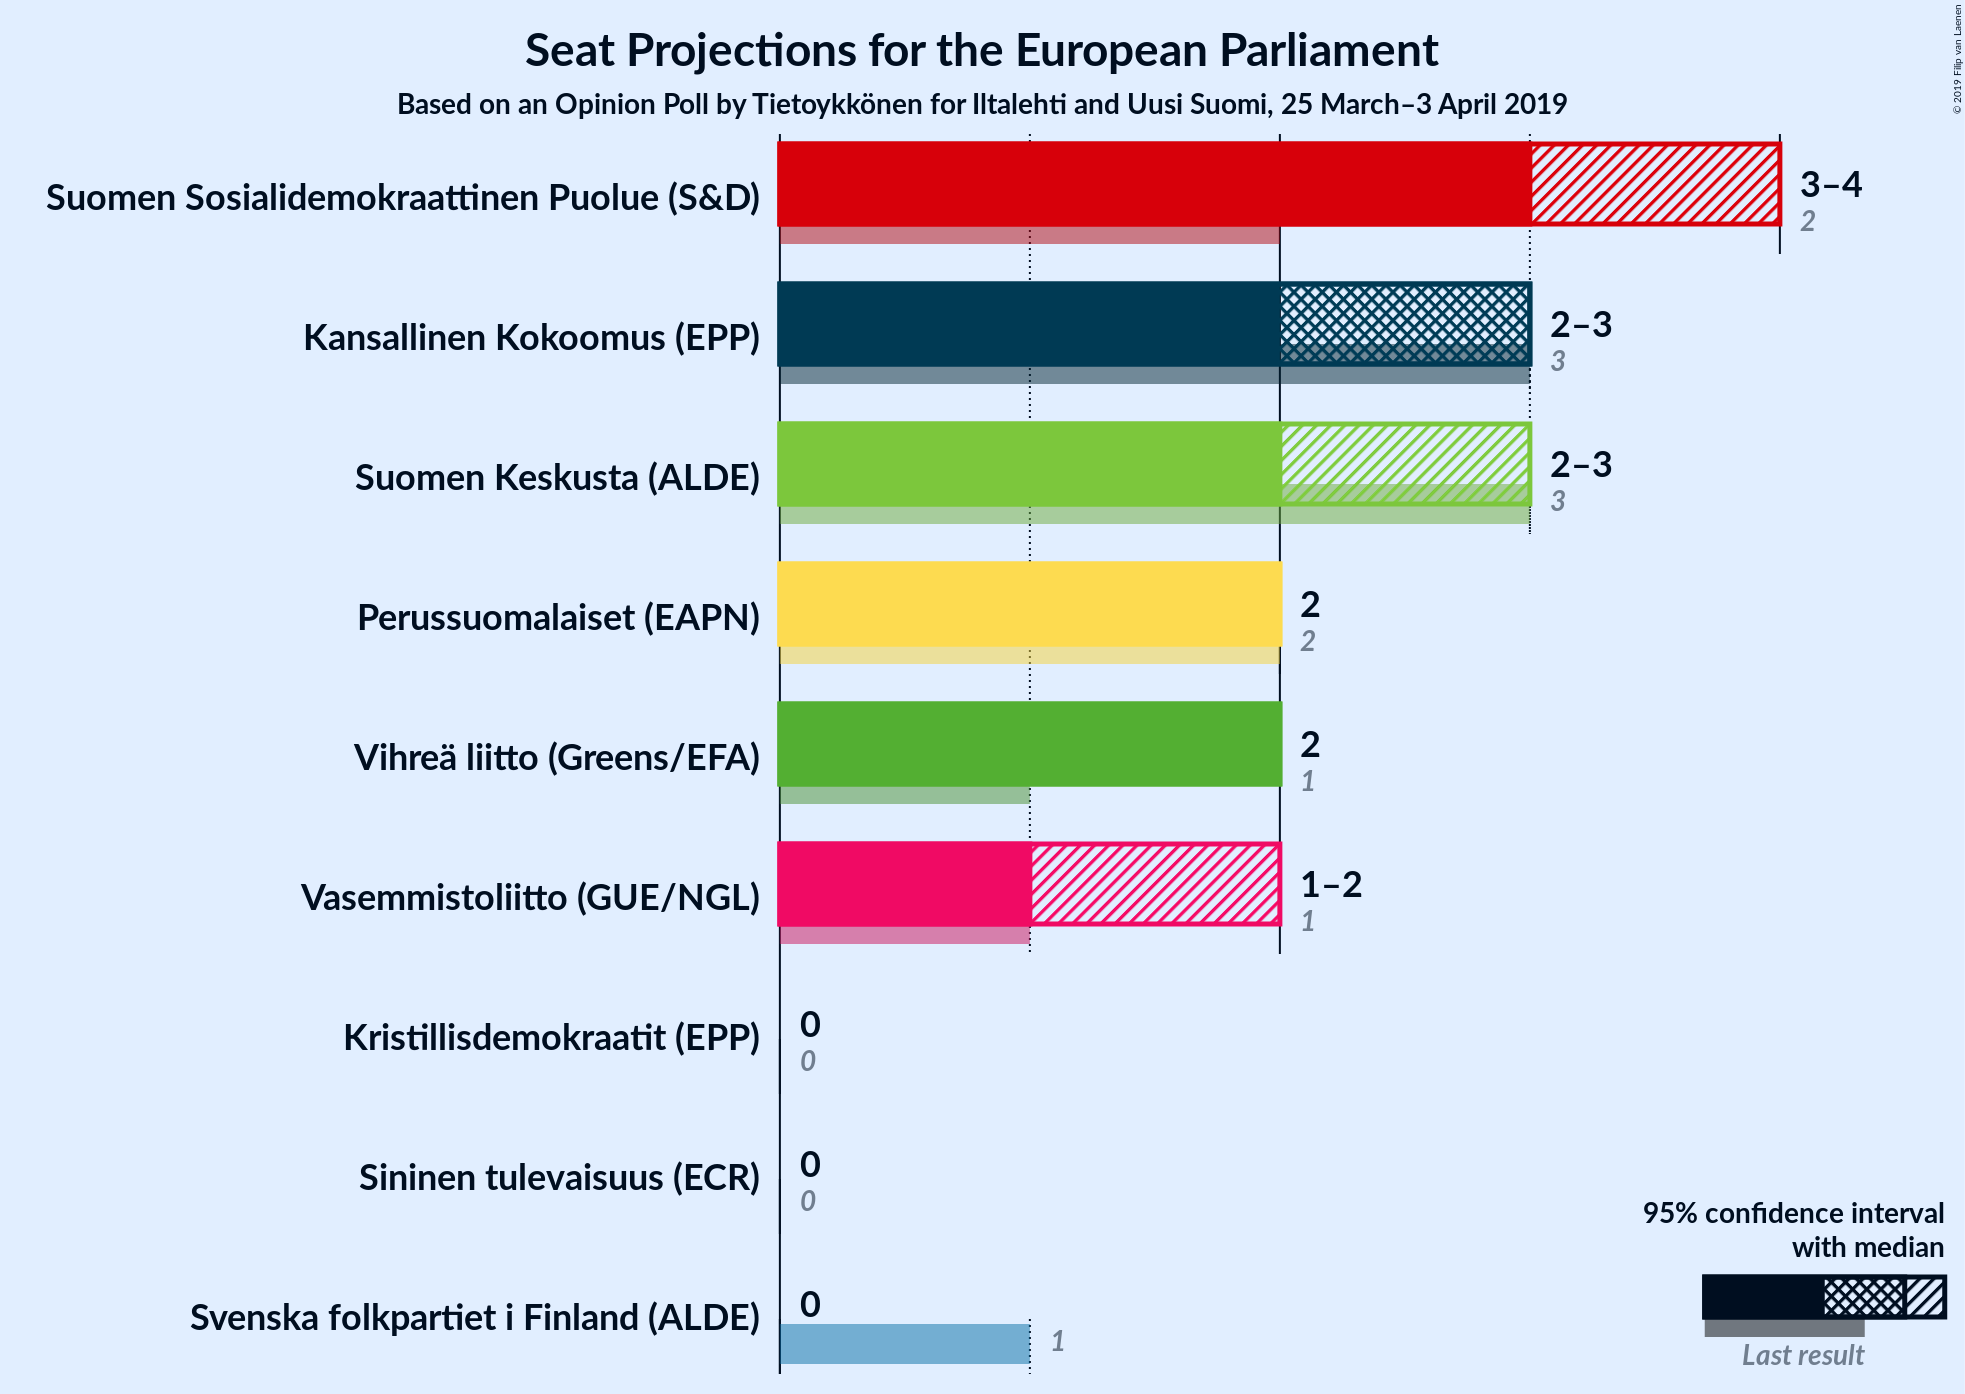 Seat Projections for the European Parliament
Based on an Opinion Poll by Tietoykkönen for Iltalehti and Uusi Suomi, 25 March–3 April 2019
© 2019 Filip van Laenen
Suomen Sosialidemokraattinen Puolue (S&D)
3–4
2
Kansallinen Kokoomus (EPP)
2–3
3
Suomen Keskusta (ALDE)
2–3
3
Perussuomalaiset (EAPN)
2
2
Vihreä liitto (Greens/EFA)
2
1
Vasemmistoliitto (GUE/NGL)
1–2
1
Kristillisdemokraatit (EPP)
0
0
Sininen tulevaisuus (ECR)
0
0
Svenska folkpartiet i Finland (ALDE)
0
1
95% confidence interval
with median
Last result